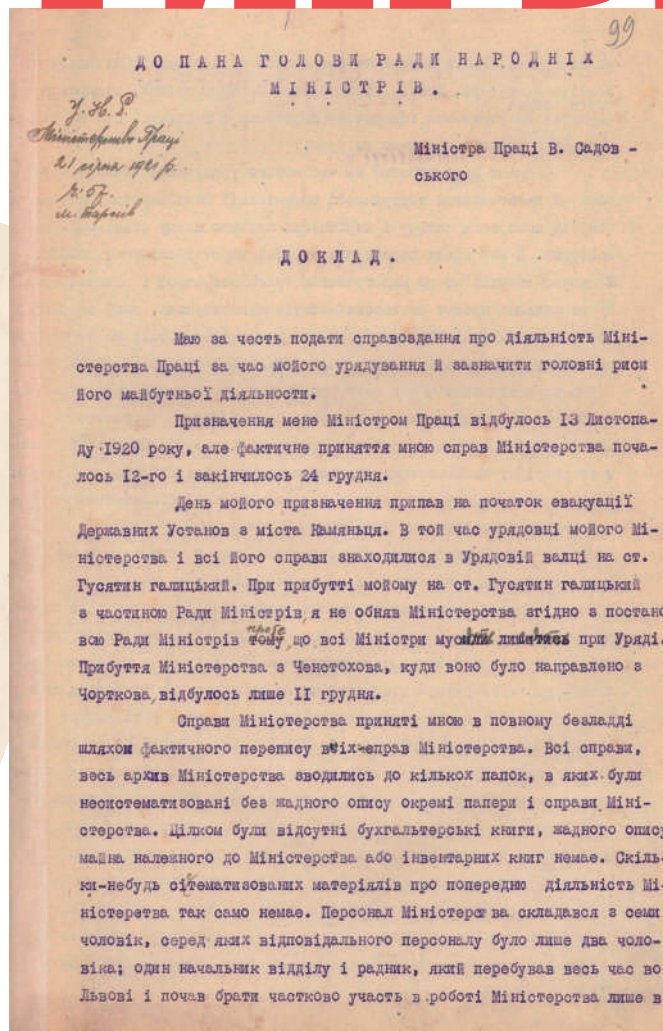 99
ДО ПАНА ГОЛОВИ РАДИ НАРОДНІХ
МІНІСТРІВ.
У.Н.Р.
Міністерство Праці
21 січня 1921 р.
Ч. 57.
м. Тарнів
Міністра Праці В. Садов -
ського
ДОКЛАД.
Маю за честь подати справоздання про діяльність Міні-
стерства Праці за час мойого урядування й зазначити головні риси
його майбутньої діяльности.
Призначення мене Міністром Праці відбулось 13 Листопа-
ду 1920 року, але фактичне приняття мною справ Міністерства поча-
лось 12-го і закінчилось 24 грудня.
День мойого призначення припав на початок евакуації
Державних Установ з міста Камяньця. В той час урядовці мойого Мі-
ністерства і всі його справи знаходилися в Урядовій валці на ст.
Гусятин галицький. При прибутті мойому на ст. Гусятин галицький
з частиною Ради Міністрів, я не обняв Міністерства згідно з постано
вою Ради Міністрів тому, що всі Міністри при Уряді.
Прибуття Міністерства з Ченстохова, куди воно було направлено з
Чорткова, відбулось лише 11 грудня.
Справи Міністерства приняті мною в повному безладді
шляхом фактичного перепису всіх справ Міністерства. Всі справи,
весь архив Міністерства зводились до кількох папок, в яких були
несистематизовані без жадного опису окремі папери і справи Міні-
стерства. Цілком були відсутні бухгальтерські книги, жадного опису
майна належного до Міністерства або інвентарних книг немає. Скіль-
ки-небудь сістематизованих матеріялів про попередню діяльність Мі-
ністерства так само немає. Персонал Міністерства складався з семи
чоловік, серед яких відповідального персоналу було лише два чоло-
віка; один начальник відділу і радник, який перебував весь час во
Львові і почав брати частково участь в роботі Міністерства лише в